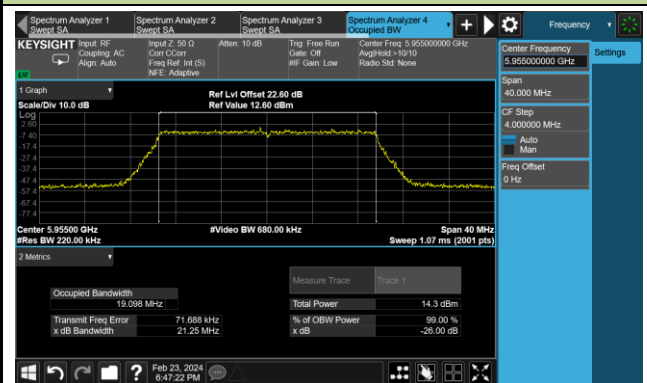 Spectrum Analyzer 1
Swept SA
Spectrum Analyzer 2
Swept SA
Spectrum Analyzer 3
Swept SA
Spectrum Analyzer 4
Occupied BW
+
Frequency
KEYSIGHT
Input: RF
Coupling: AC
Align: Auto
Input Z: 50 Ω
Corr CCorr
Freq Ref: Int (S)
NFE: Adaptive
Atten: 10 dB
Trig: Free Run
Gate: Off
#IF Gain: Low
Center Freq: 5.955000000 GHz
Avg|Hold:>10/10
Radio Std: None
Center Frequency
5.955000000 GHz
Settings
Span
40.000 MHz
CF Step
4.000000 MHz
Auto
Man
Freq Offset
0 Hz
1 Graph
Scale/Div 10.0 dB
Ref Lvl Offset 22.60 dB
Ref Value 12.60 dBm
Log
2.60
-7.40
-17.4
-27.4
-37.4
-47.4
-57.4
-67.4
-77.4
Center 5.95500 GHz
#Res BW 220.00 kHz
#Video BW 680.00 kHz
Span 40 MHz
Sweep 1.07 ms (2001 pts)
2 Metrics
Measure Trace
Trace 1
Occupied Bandwidth
19.098 MHz
Total Power
14.3 dBm
Transmit Freq Error
71.688 kHz
% of OBW Power
99.00 %
x dB Bandwidth
21.25 MHz
x dB
-26.00 dB
?
Feb 23, 2024
6:47:22 PM